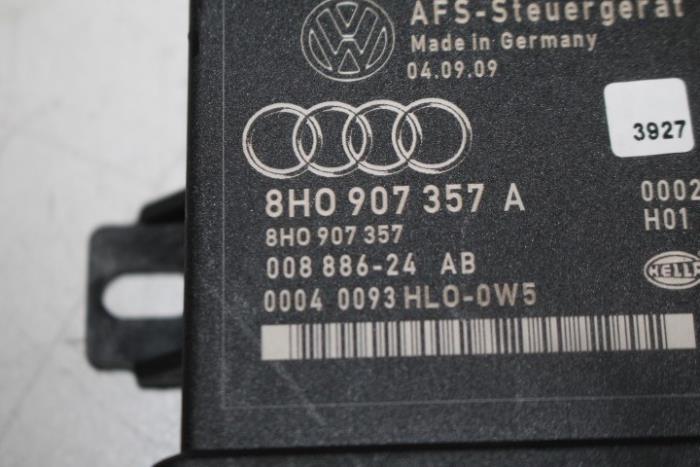 AFS-Steuergerät
Made in Germany
04.09.09
3927
8H0 907 357 A
0002
8H0 907 357
H01
008 886-24 AB
HELLA
0004 0093 HLO-0W5